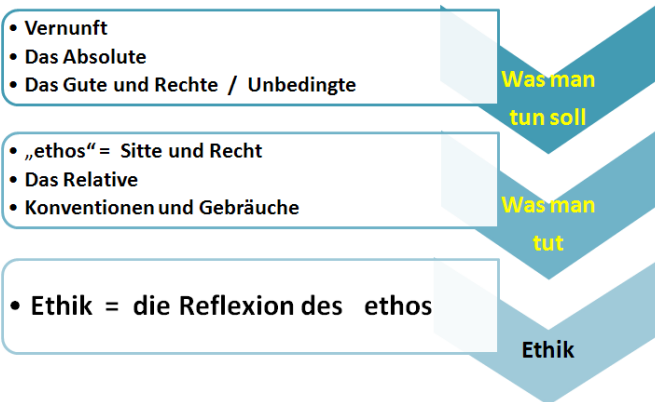 • Vernunft
• Das Absolute
• Das Gute und Rechte / Unbedingte
Was man
tun soll
• „ethos“ = Sitte und Recht
• Das Relative
• Konventionen und Gebräuche
Was man
tut
• Ethik = die Reflexion des ethos
Ethik